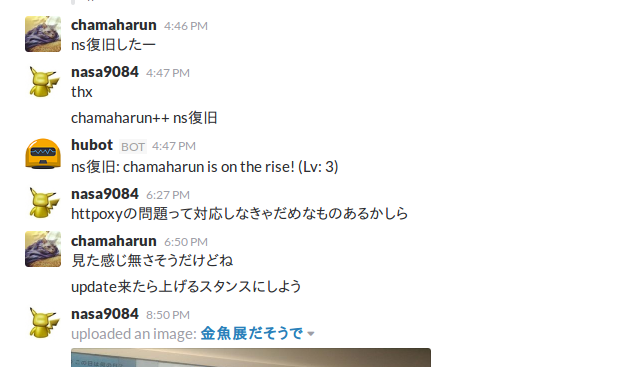 chamaharun 4:46 PM
ns復旧したー
nasa9084 4:47 PM
thx
chamaharun++ ns復旧
hubot BOT 4:47 PM
ns復旧: chamaharun is on the rise! (Lv: 3)
nasa9084 6:27 PM
httpoxyの問題って対応しなきゃだめなものあるかしら
chamaharun 6:50 PM
見た感じ無さそうだけどね
update来たら上げるスタンスにしよう
nasa9084 8:50 PM
uploaded an image: 金魚展だそうで